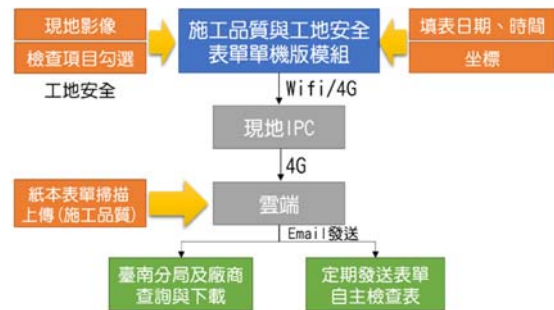 現地影像
檢查項目勾選
工地安全
施工品質與工地安全
表單單機版模組
填表日期、時間
坐標
Wifi/4G
現地IPC
4G
紙本表單掃描
上傳(施工品質)
雲端
Email發送
臺南分局及廠商
查詢與下載
定期發送表單
自主檢查表